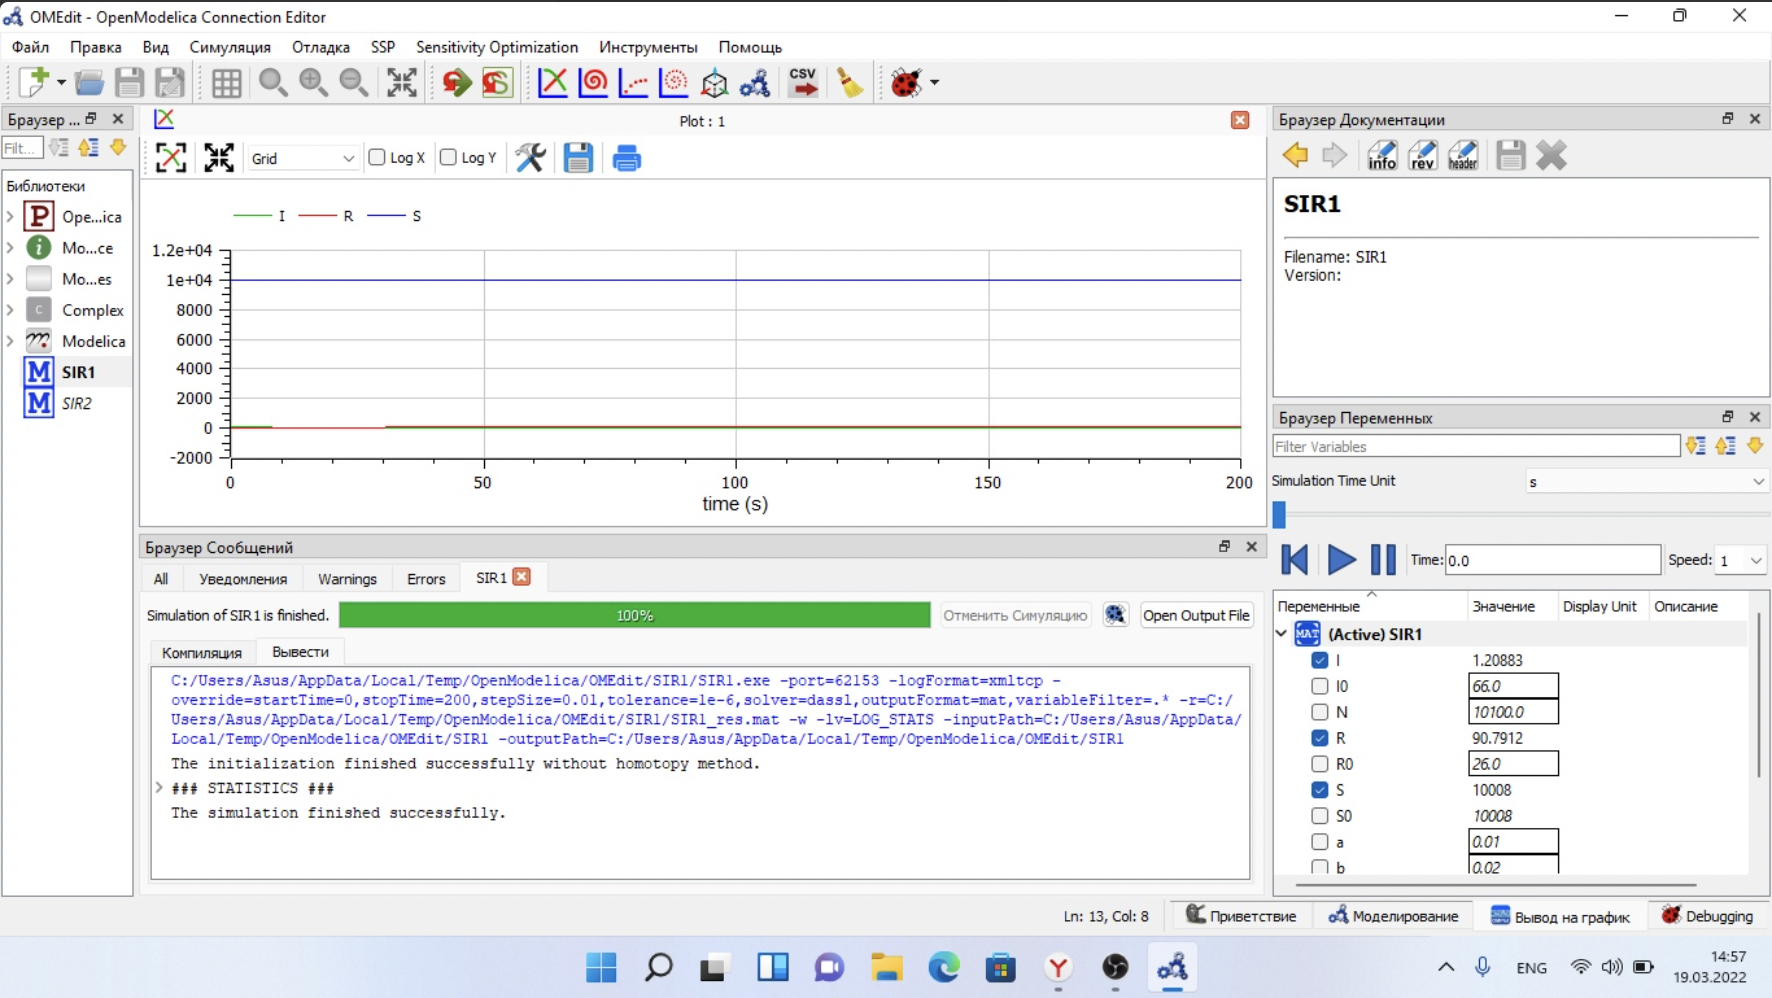 OMEdit - OpenModelica Connection Editor
Файл Правка Вид Симуляция Отладка SSP Sensitivity Optimization Инструменты Помощь
CSV
Браузер ...
Filt...
Библиотеки
P Ope...ica
i Mo...ce
Mo...es
C Complex
Modelica
M SIR1
M SIR2
Plot : 1
Grid Log X Log Y
I R S
1.2e+04
1e+04
8000
6000
4000
2000
0
-2000
0 50 100 150 200
time (s)
Браузер Сообщений
All Уведомления Warnings Errors SIR1
Simulation of SIR1 is finished. 100% Отменить Симуляцию Open Output File
Компиляция Вывести
C:/Users/Asus/AppData/Local/Temp/OpenModelica/OMEdit/SIR1/SIR1.exe -port=62153 -logFormat=xmltcp -
override=startTime=0,stopTime=200,stepSize=0.01,tolerance=1e-6,solver=dassl,outputFormat=mat,variableFilter=.* -r=C:/
Users/Asus/AppData/Local/Temp/OpenModelica/OMEdit/SIR1/SIR1_res.mat -w -lv=LOG_STATS -inputPath=C:/Users/Asus/AppData/
Local/Temp/OpenModelica/OMEdit/SIR1 -outputPath=C:/Users/Asus/AppData/Local/Temp/OpenModelica/OMEdit/SIR1
The initialization finished successfully without homotopy method.
### STATISTICS ###
The simulation finished successfully.
Браузер Документации
info rev header
SIR1
Filename: SIR1
Version:
Браузер Переменных
Filter Variables
Simulation Time Unit s
Time: 0.0 Speed: 1
Переменные Значение Display Unit Описание
MAT (Active) SIR1
I 1.20883
I0 66.0
N 10100.0
R 90.7912
R0 26.0
S 10008
S0 10008
a 0.01
b 0.02
Ln: 13, Col: 8 Приветствие Моделирование Вывод на график Debugging
ENG 14:57
19.03.2022